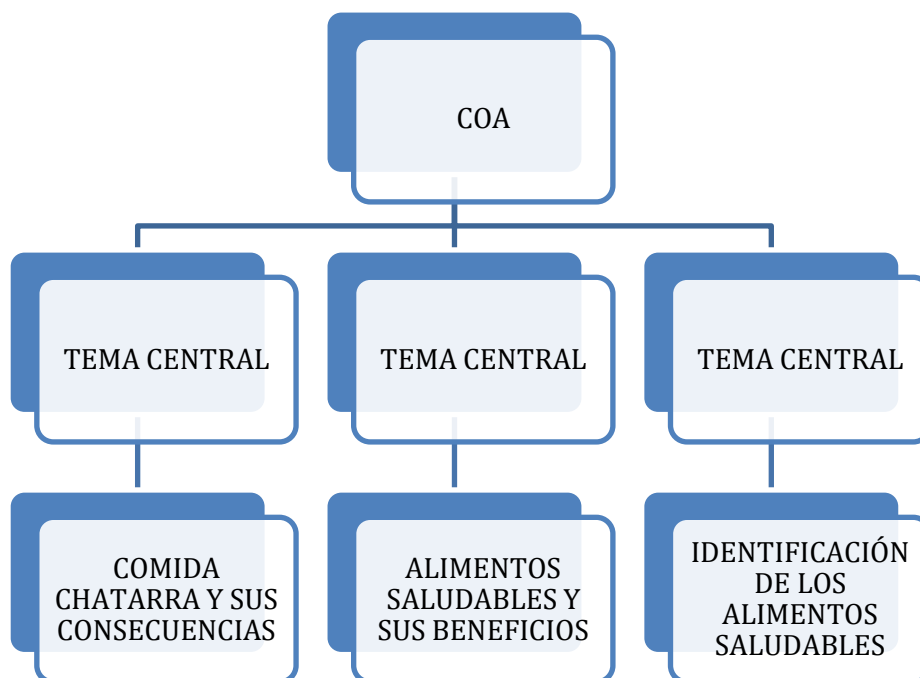 COA
TEMA CENTRAL
TEMA CENTRAL
TEMA CENTRAL
COMIDA
CHATARRA Y SUS
CONSECUENCIAS
ALIMENTOS
SALUDABLES Y
SUS BENEFICIOS
IDENTIFICACIÓN
DE LOS
ALIMENTOS
SALUDABLES